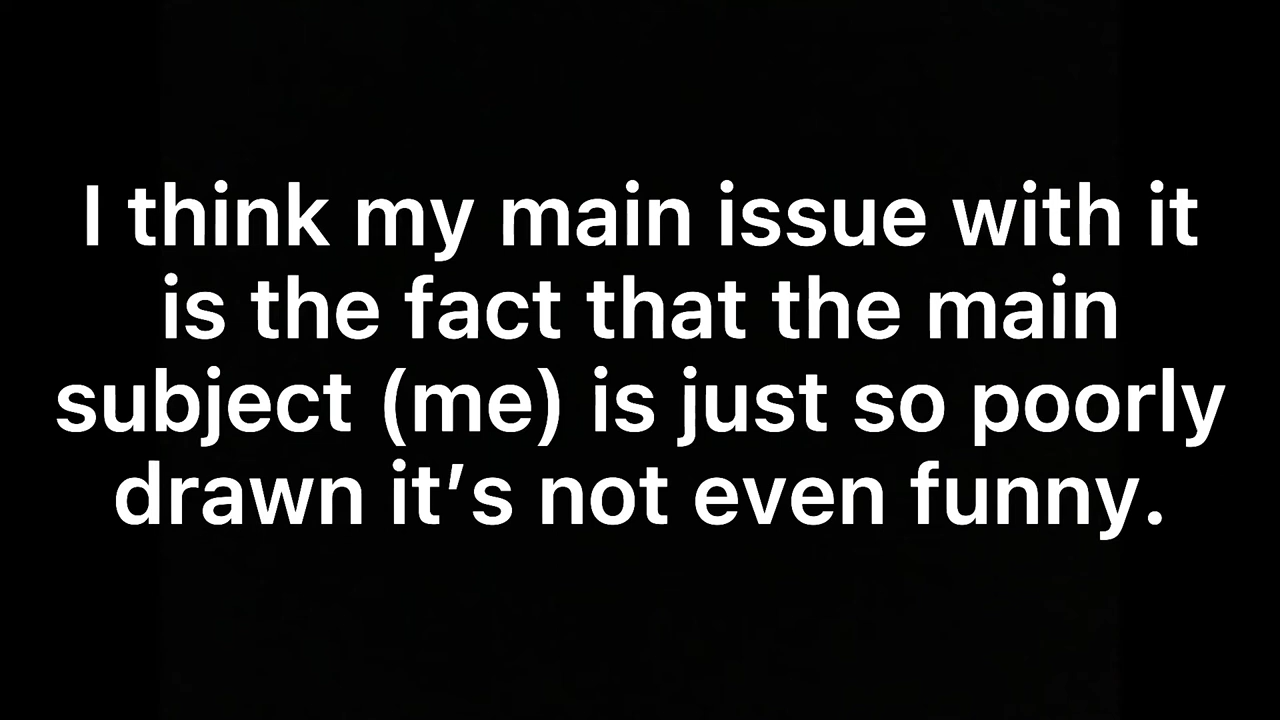 I think my main issue with it
is the fact that the main
subject (me) is just so poorly
drawn it’s not even funny.